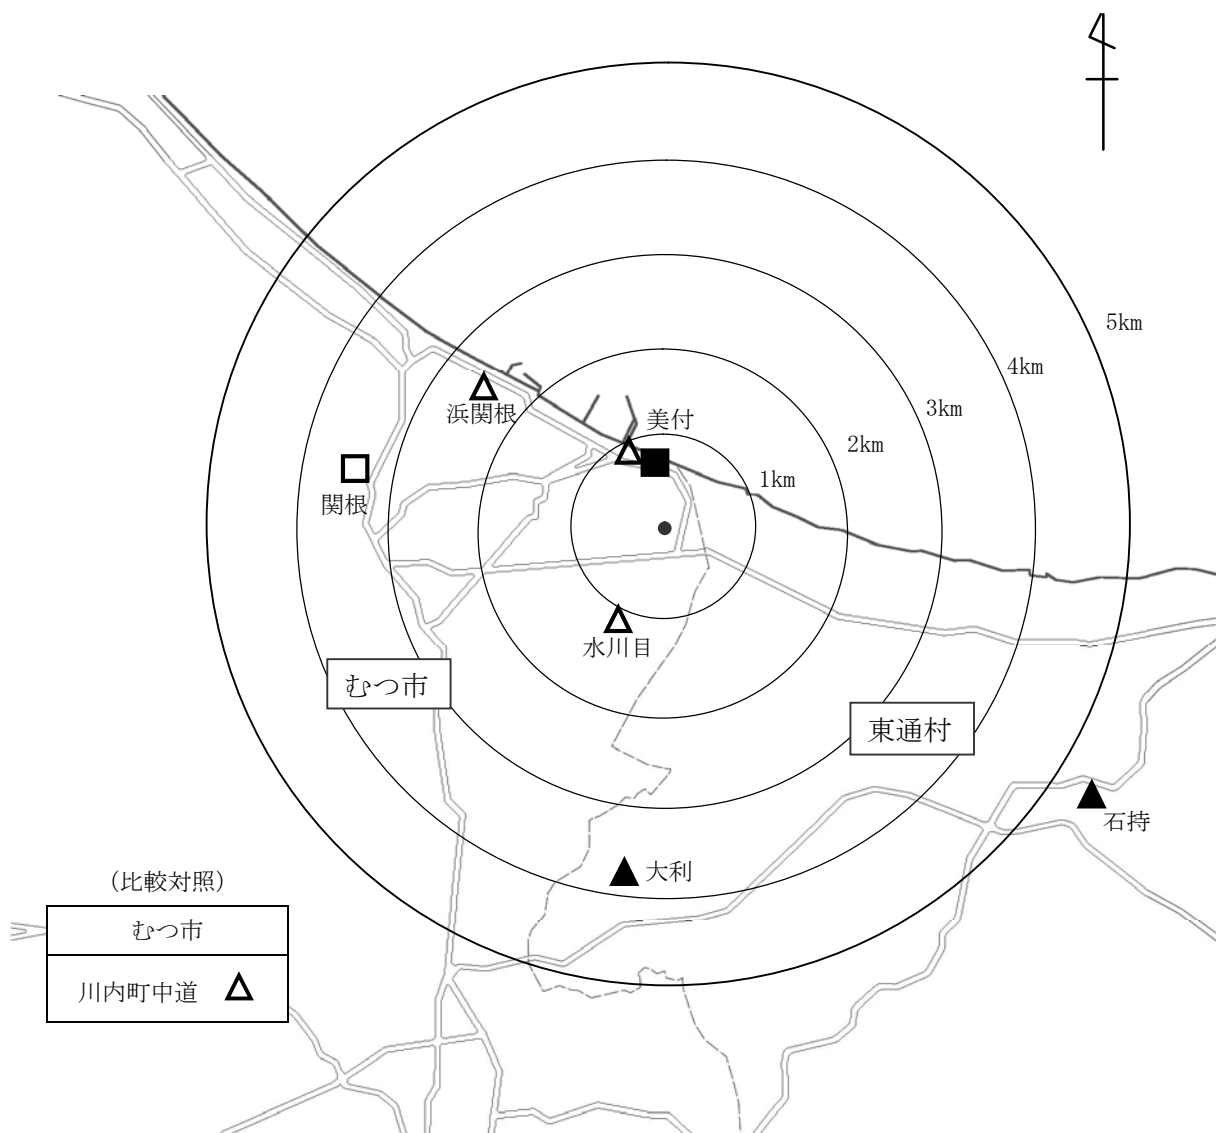 5km
4km
3km
2km
1km
浜関根
美付
関根
水川目
むつ市
東通村
石持
大利
(比較対照)
むつ市
川内町中道